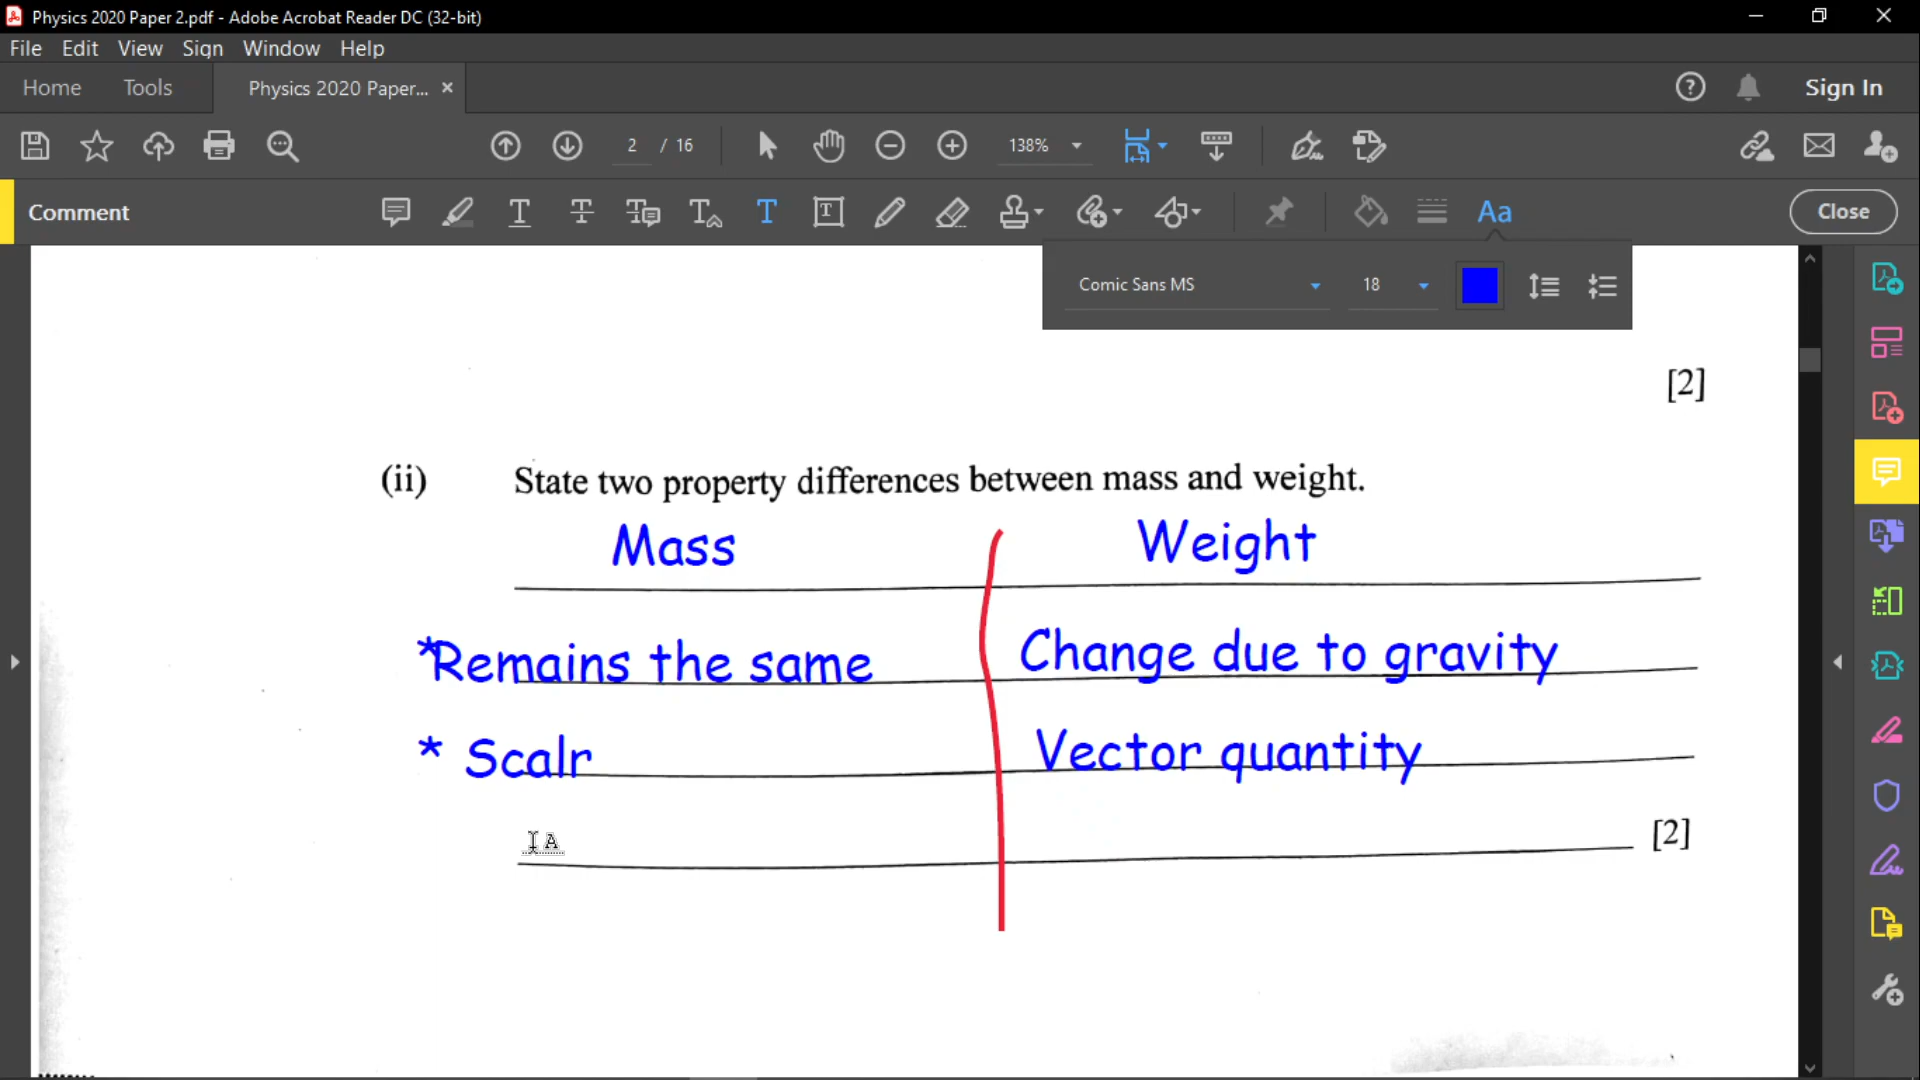 Physics 2020 Paper 2.pdf - Adobe Acrobat Reader DC (32-bit)
File Edit View Sign Window Help
Home Tools Physics 2020 Paper... × Sign In
2 / 16 138%
Comment Aa Close
Comic Sans MS 18
[2]
(ii) State two property differences between mass and weight.
Mass Weight
*Remains the same Change due to gravity
* Scalr Vector quantity
[2]